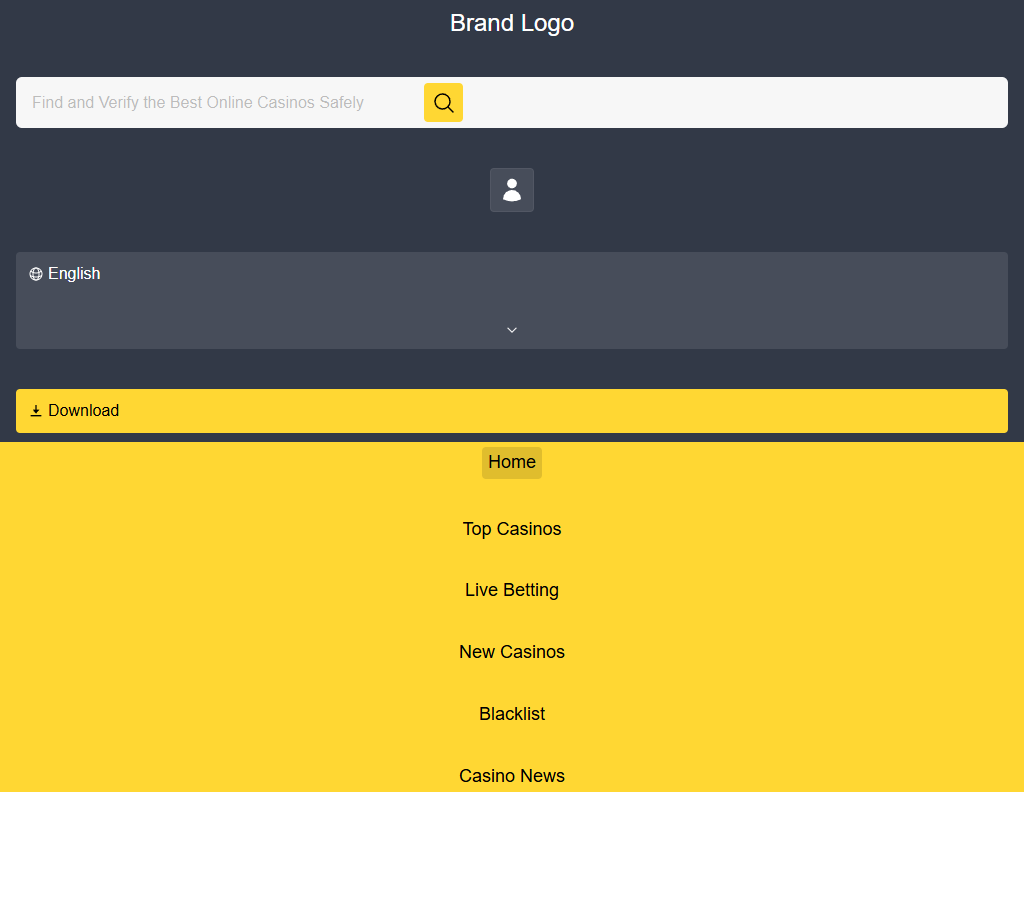 Brand Logo
Find and Verify the Best Online Casinos Safely
English
Download
Home
Top Casinos
Live Betting
New Casinos
Blacklist
Casino News